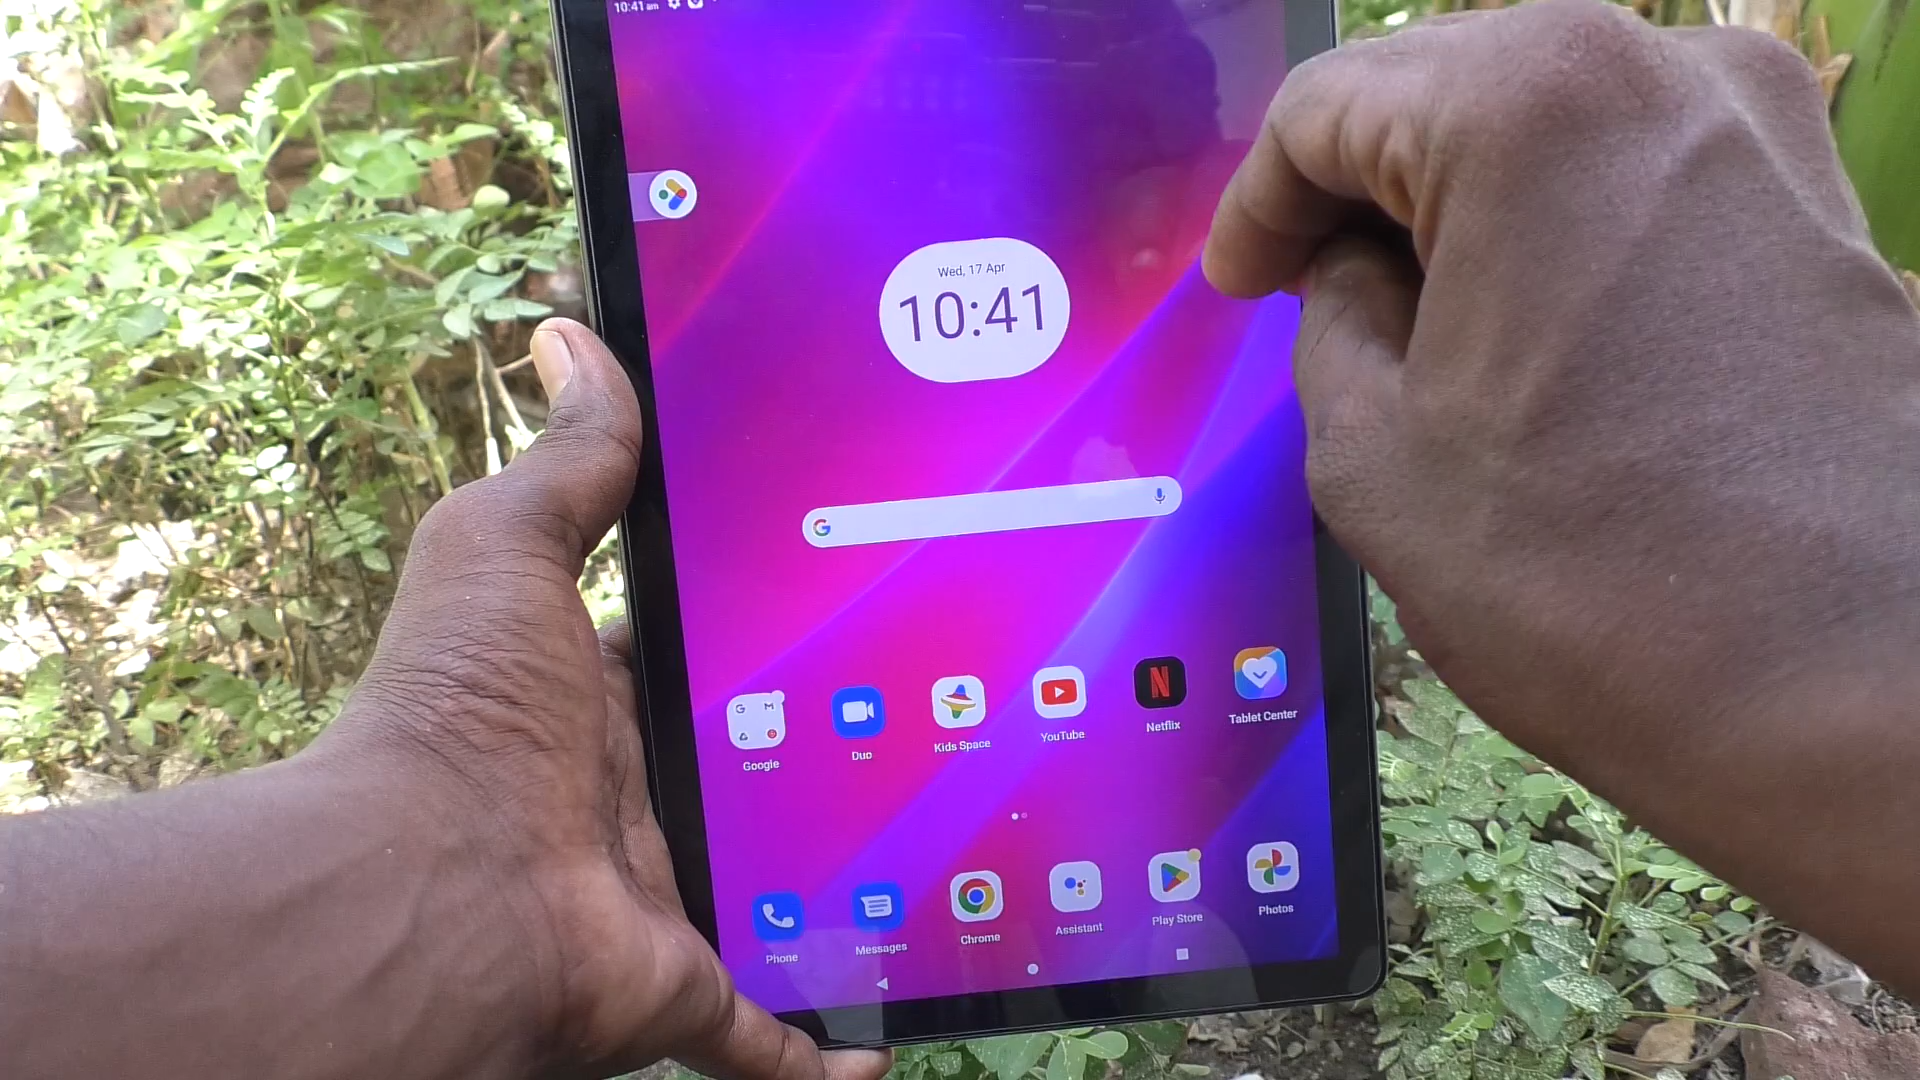 10:41 am
Wed, 17 Apr
10:41
G
G M
N
Google
Duo
Kids Space
YouTube
Netflix
Tablet Center
Phone
Messages
Chrome
Assistant
Play Store
Photos